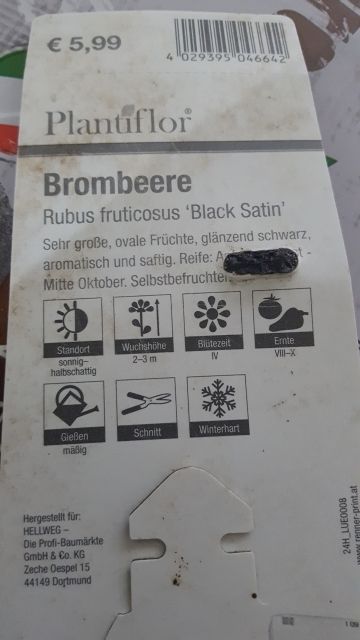 € 5,99
4 029395 046642
Plantiflor®
Brombeere
Rubus fruticosus 'Black Satin'
Sehr große, ovale Früchte, glänzend schwarz,
aromatisch und saftig. Reife: -
Mitte Oktober.
Standort
sonnig–
halbschattig
Wuchshöhe
2–3 m
Blütezeit
IV
Ernte
VIII–X
Gießen
mäßig
Schnitt
Winterhart
Hergestellt für:
HELLWEG –
Die Profi-Baumärkte
GmbH & Co. KG
Zeche Oespel 15
44149 Dortmund
24H_LUE0008
www.renner-print.at